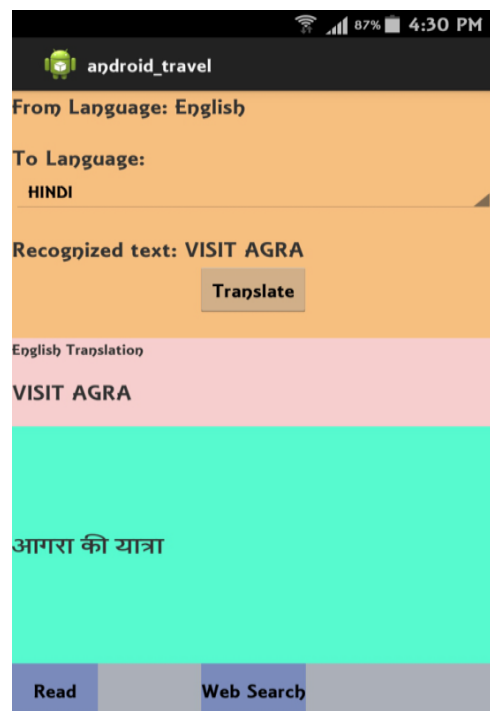 87% 4:30 PM
android_travel
From Language: English
To Language:
HINDI
Recognized text: VISIT AGRA
Translate
English Translation
VISIT AGRA
आगरा की यात्रा
Read Web Search